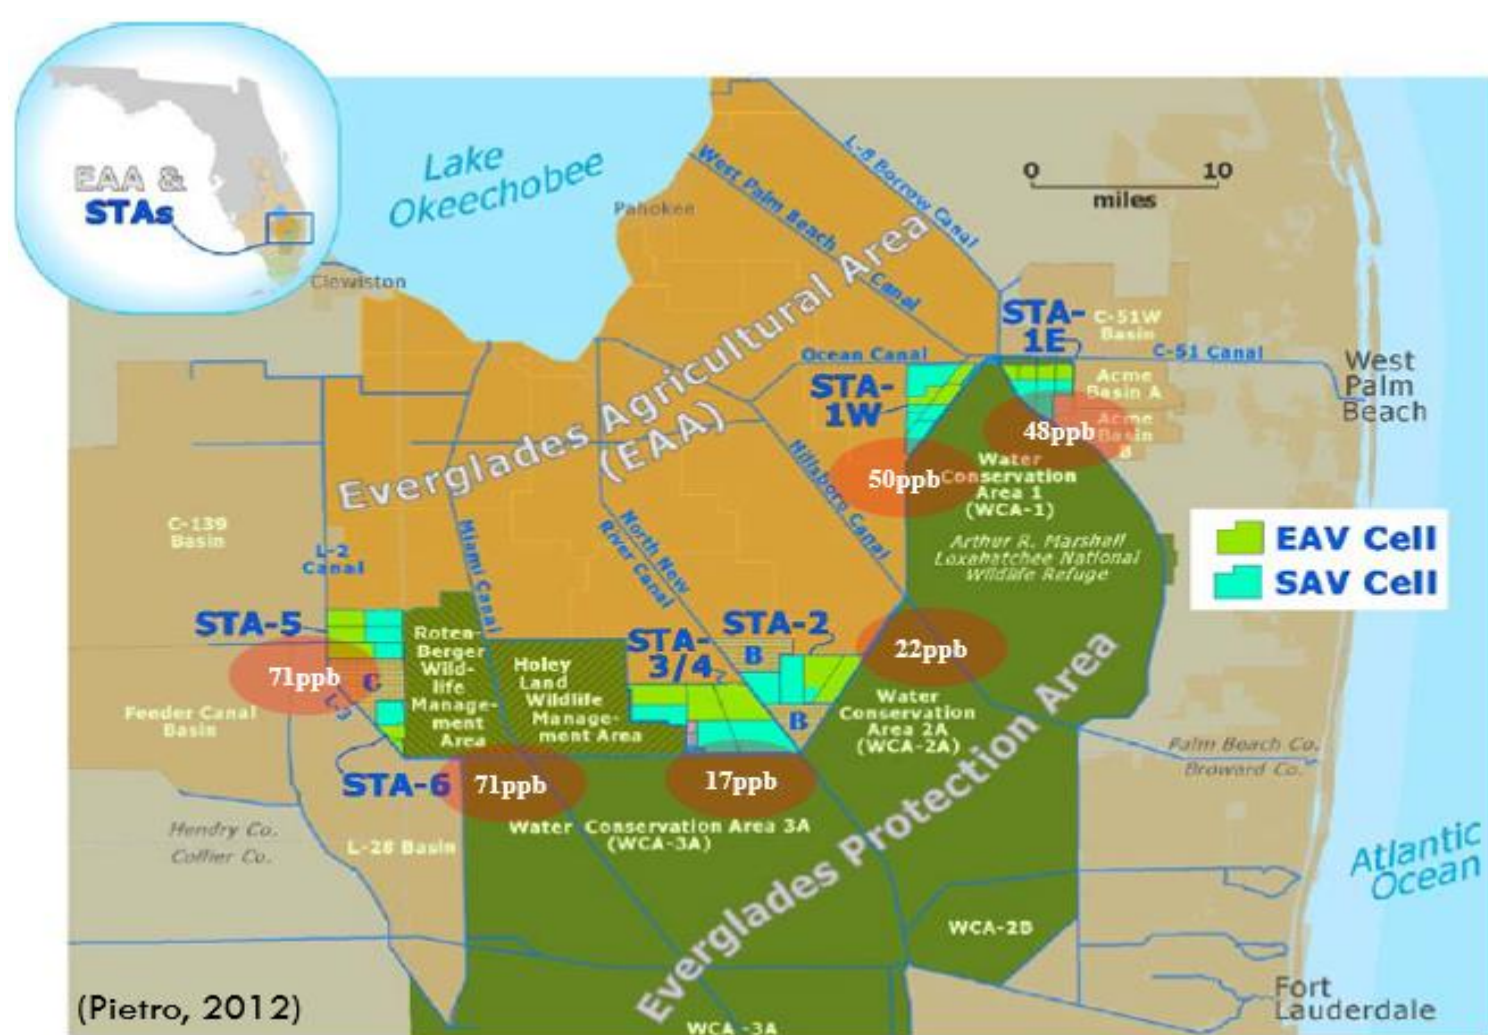 EAA &
STAs
Lake
Okeechobee
Pahokee
Clewiston
L-8 Borrow Canal
West Palm Beach
Canal
0 10
miles
Everglades Agricultural Area
(EAA)
STA-
1E
C-51W
Basin
Ocean Canal
C-51 Canal
West
Palm
Beach
STA-
1W
Acme
Basin A
Acme
Basin
B
48ppb
50ppb
Water
Conservation
Area 1
(WCA-1)
Arthur R. Marshall
Loxahatchee National
Wildlife Refuge
Hillsboro Canal
EAV Cell
SAV Cell
C-139
Basin
L-2
Canal
Miami Canal
North New
River Canal
STA-5
71ppb
C
L-3
Feeder Canal
Basin
STA-6
Roten-
Berger
Wild-
life
Manage-
ment
Area
Holey
Land
Wildlife
Manage-
ment Area
STA-
3/4
STA-2
B
B
22ppb
Water
Conservation
Area 2A
(WCA-2A)
71ppb
17ppb
Water Conservation Area 3A
(WCA-3A)
Everglades Protection Area
Palm Beach Co.
Broward Co.
Hendry Co.
Collier Co.
L-28 Basin
Atlantic
Ocean
WCA-2B
Fort
Lauderdale
WCA -3A
(Pietro, 2012)